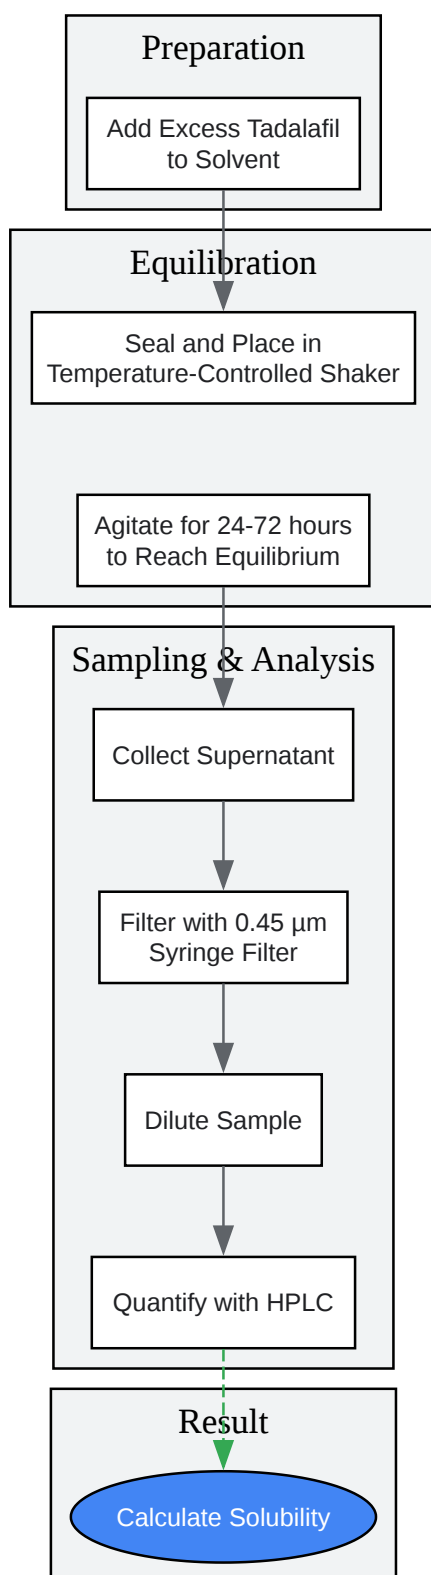 Preparation
Add Excess Tadalafil
to Solvent
Equilibration
Seal and Place in
Temperature-Controlled Shaker
Agitate for 24-72 hours
to Reach Equilibrium
Sampling & Analysis
Collect Supernatant
Filter with 0.45 µm
Syringe Filter
Dilute Sample
Quantify with HPLC
Result
Calculate Solubility